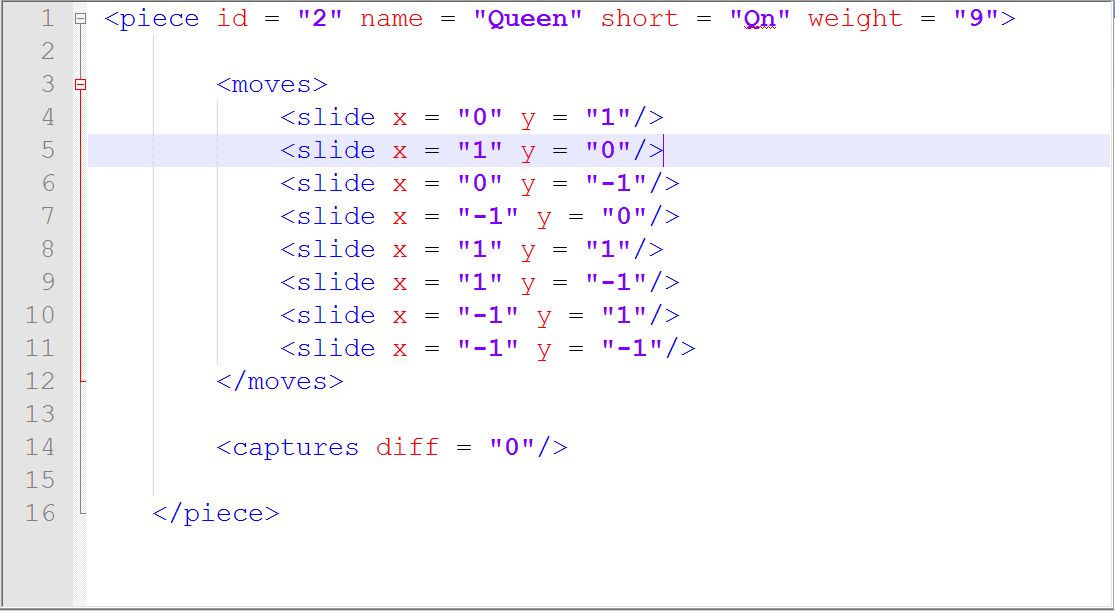 1 <piece id = "2" name = "Queen" short = "Qn" weight = "9">
2
3 <moves>
4 <slide x = "0" y = "1"/>
5 <slide x = "1" y = "0"/>
6 <slide x = "0" y = "-1"/>
7 <slide x = "-1" y = "0"/>
8 <slide x = "1" y = "1"/>
9 <slide x = "1" y = "-1"/>
10 <slide x = "-1" y = "1"/>
11 <slide x = "-1" y = "-1"/>
12 </moves>
13
14 <captures diff = "0"/>
15
16 </piece>